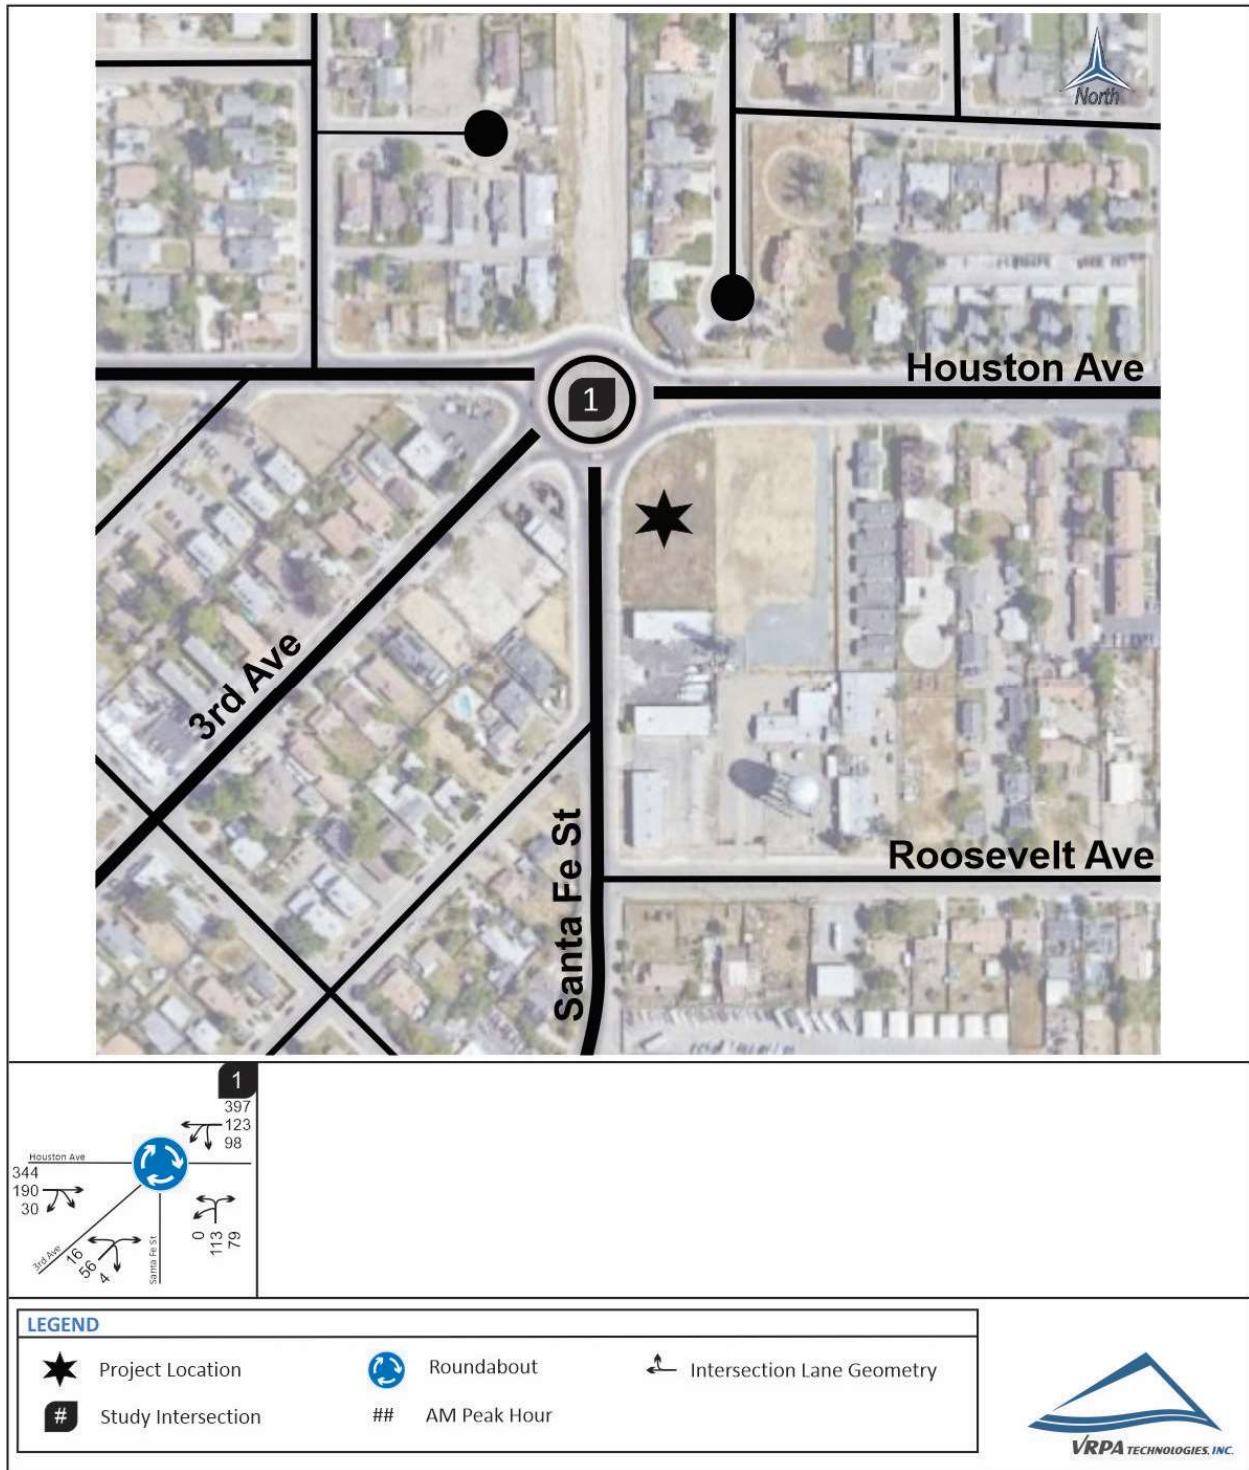 North
Houston Ave
1
3rd Ave
Santa Fe St
Roosevelt Ave
1
397
123
98
Houston Ave
344
190
30
3rd Ave
16
56
4
Santa Fe St
0
113
79
LEGEND
Project Location
Roundabout
Intersection Lane Geometry
# Study Intersection
## AM Peak Hour
VRPA TECHNOLOGIES, INC.